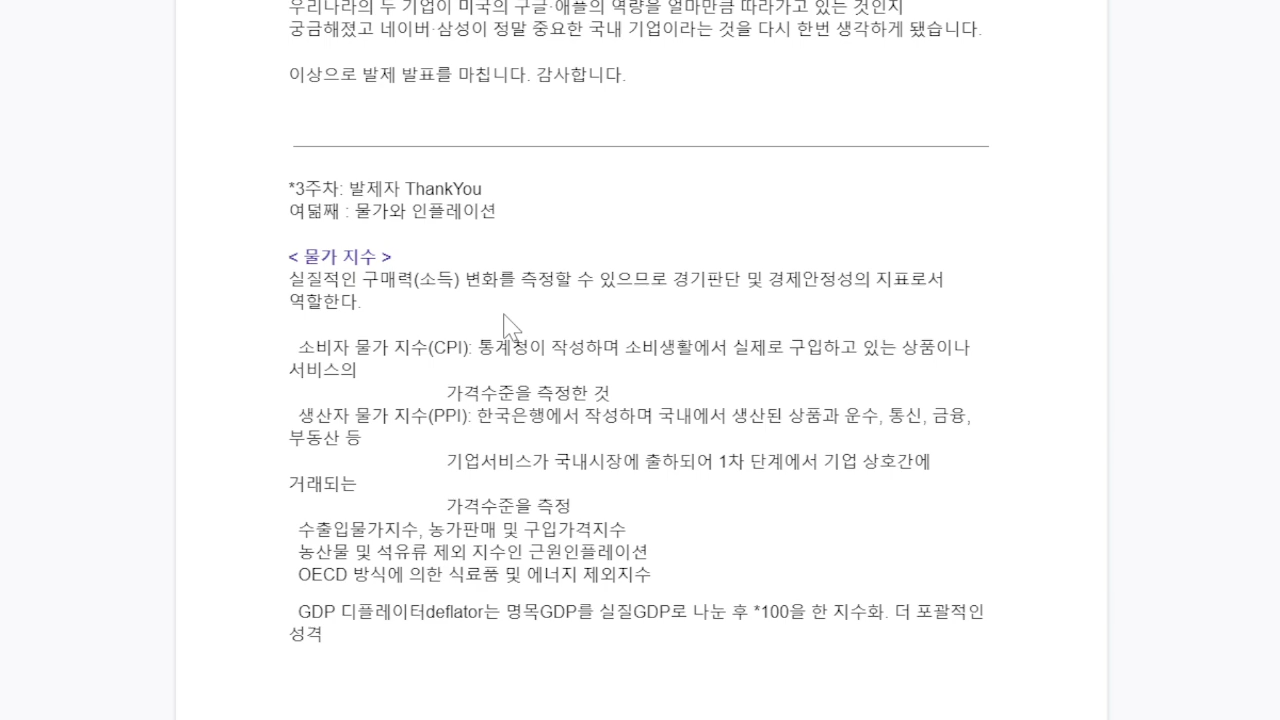 우리나라의 두 기업이 미국의 구글·애플의 역량을 얼마만큼 따라가고 있는 것인지
궁금해졌고 네이버·삼성이 정말 중요한 국내 기업이라는 것을 다시 한번 생각하게 됐습니다.
이상으로 발제 발표를 마칩니다. 감사합니다.
*3주차: 발제자 ThankYou
여덟째 : 물가와 인플레이션
< 물가 지수 >
실질적인 구매력(소득) 변화를 측정할 수 있으므로 경기판단 및 경제안정성의 지표로서
역할한다.
소비자 물가 지수(CPI): 통계청이 작성하며 소비생활에서 실제로 구입하고 있는 상품이나
서비스의
가격수준을 측정한 것
생산자 물가 지수(PPI): 한국은행에서 작성하며 국내에서 생산된 상품과 운수, 통신, 금융,
부동산 등
기업서비스가 국내시장에 출하되어 1차 단계에서 기업 상호간에
거래되는
가격수준을 측정
수출입물가지수, 농가판매 및 구입가격지수
농산물 및 석유류 제외 지수인 근원인플레이션
OECD 방식에 의한 식료품 및 에너지 제외지수
GDP 디플레이터deflator는 명목GDP를 실질GDP로 나눈 후 *100을 한 지수화. 더 포괄적인
성격